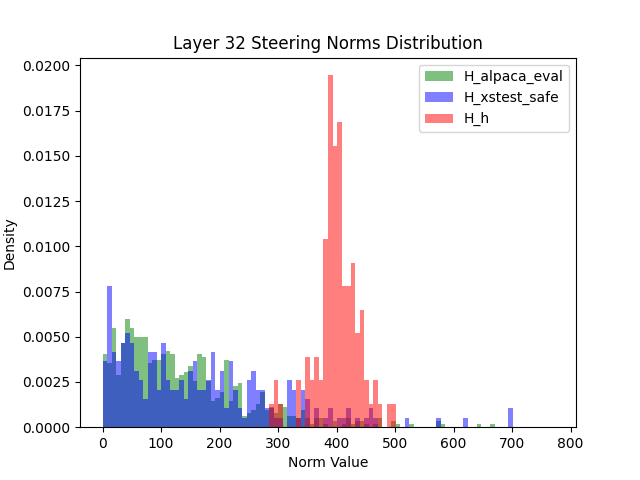 Layer 32 Steering Norms Distribution
H_alpaca_eval
H_xstest_safe
H_h
0.0200
0.0175
0.0150
0.0125
0.0100
0.0075
0.0050
0.0025
0.0000
Density
0 100 200 300 400 500 600 700 800
Norm Value